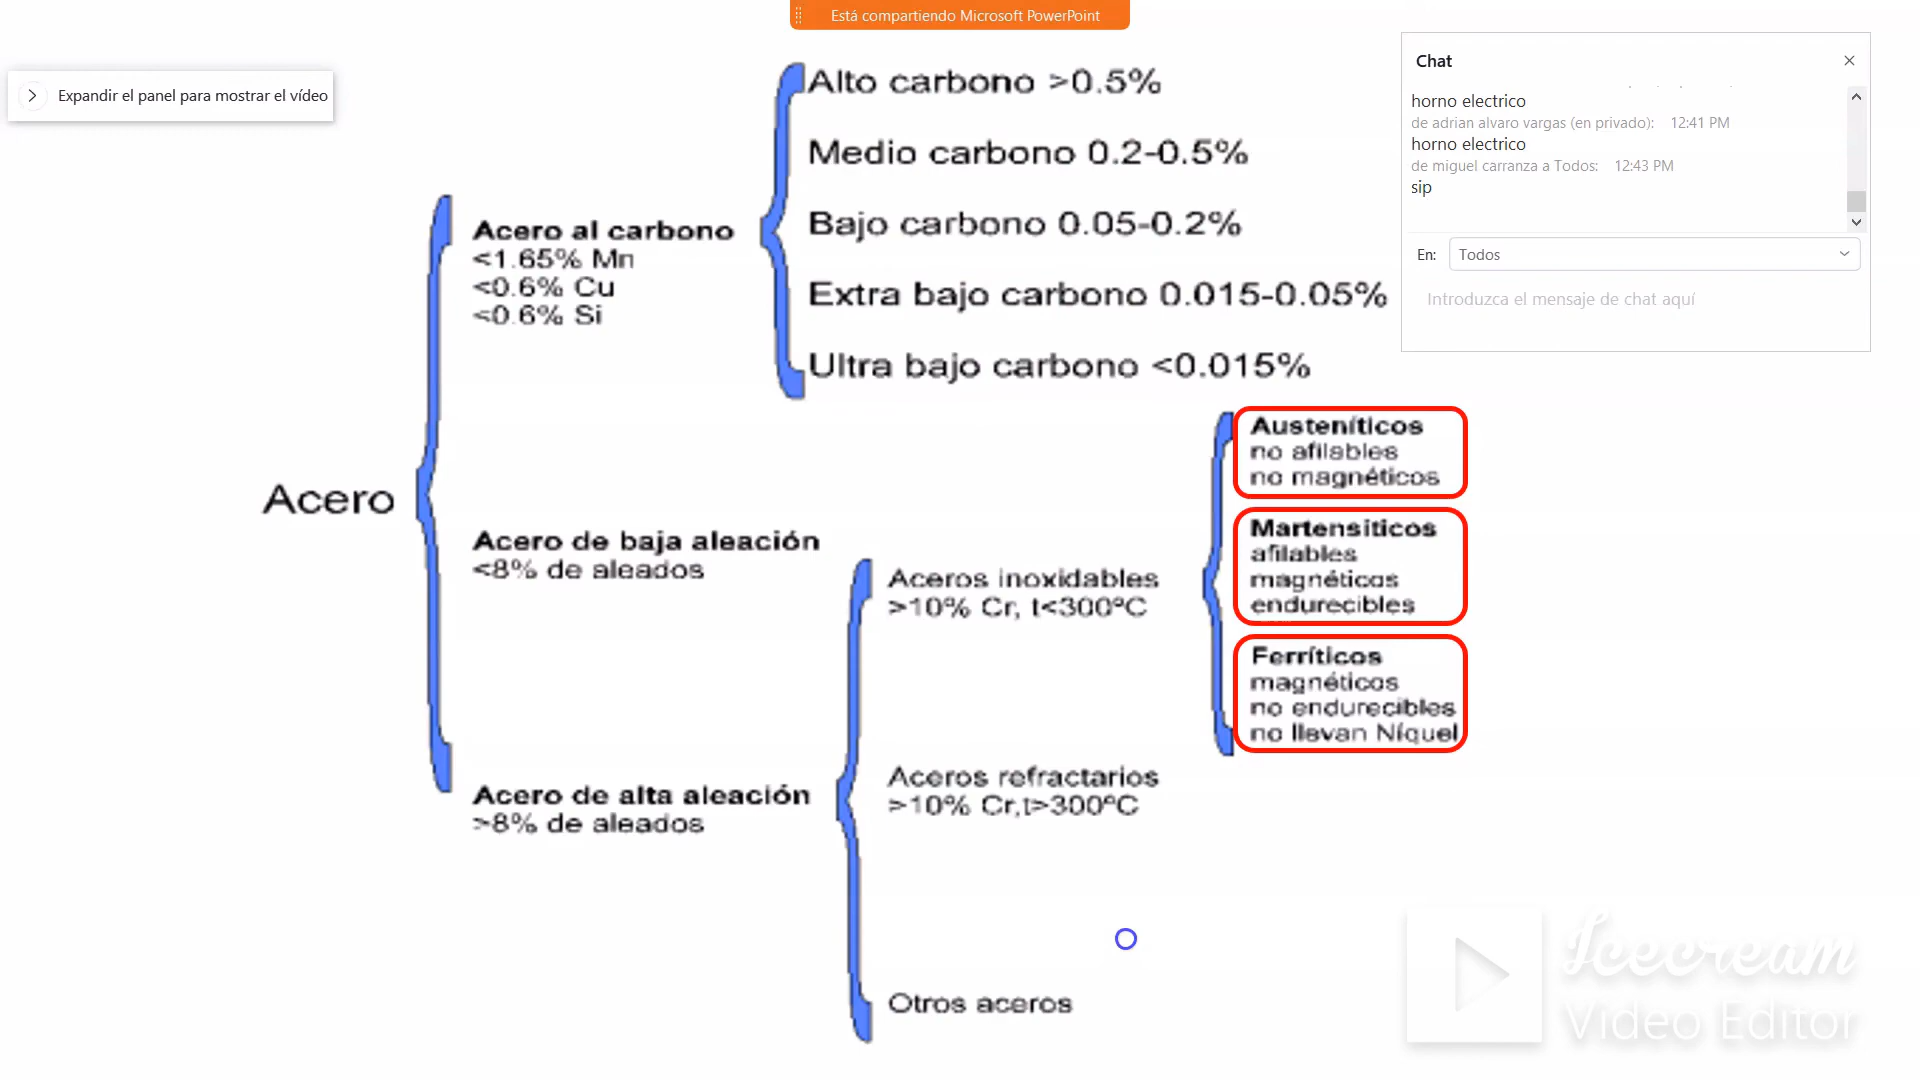 Está compartiendo Microsoft PowerPoint
Expandir el panel para mostrar el vídeo
Chat
horno electrico
de adrian alvaro vargas (en privado): 12:41 PM
horno electrico
de miguel carranza a Todos: 12:43 PM
sip
En: Todos
Introduzca el mensaje de chat aquí
Acero
Acero al carbono
<1.65% Mn
<0.6% Cu
<0.6% Si
Alto carbono >0.5%
Medio carbono 0.2-0.5%
Bajo carbono 0.05-0.2%
Extra bajo carbono 0.015-0.05%
Ultra bajo carbono <0.015%
Acero de baja aleación
<8% de aleados
Acero de alta aleación
>8% de aleados
Aceros inoxidables
>10% Cr, t<300ºC
Austeníticos
no afilables
no magnéticos
Martensiticos
afilables
magnéticos
endurecibles
Ferríticos
magnéticos
no endurecibles
no llevan Níquel
Aceros refractarios
>10% Cr,t>300ºC
Otros aceros
Icecream
Video Editor